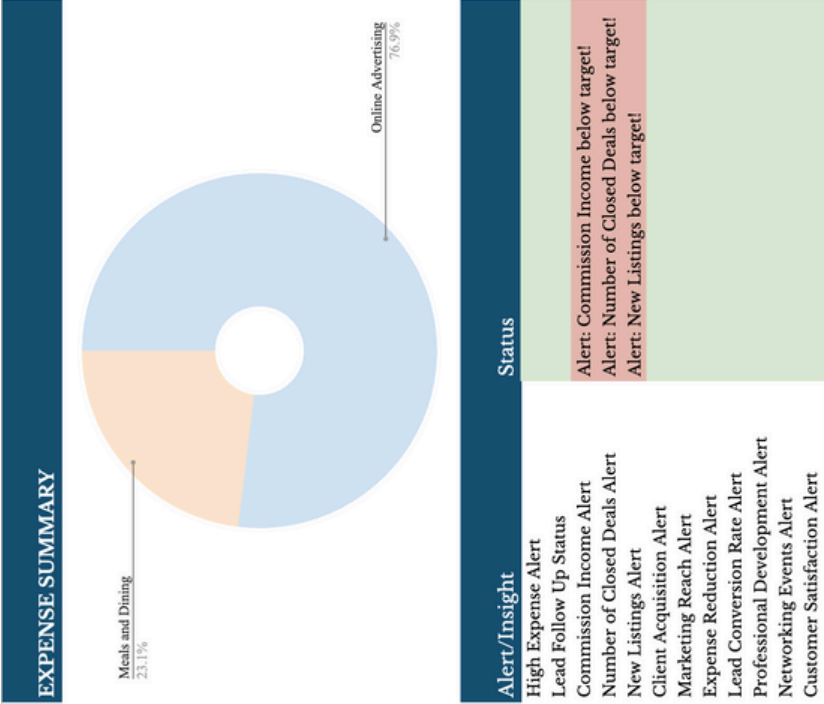 EXPENSE SUMMARY
Meals and Dining
23.1%
Online Advertising
76.9%
Alert/Insight Status
High Expense Alert
Lead Follow Up Status
Commission Income Alert Alert: Commission Income below target!
Number of Closed Deals Alert Alert: Number of Closed Deals below target!
New Listings Alert Alert: New Listings below target!
Client Acquisition Alert
Marketing Reach Alert
Expense Reduction Alert
Lead Conversion Rate Alert
Professional Development Alert
Networking Events Alert
Customer Satisfaction Alert